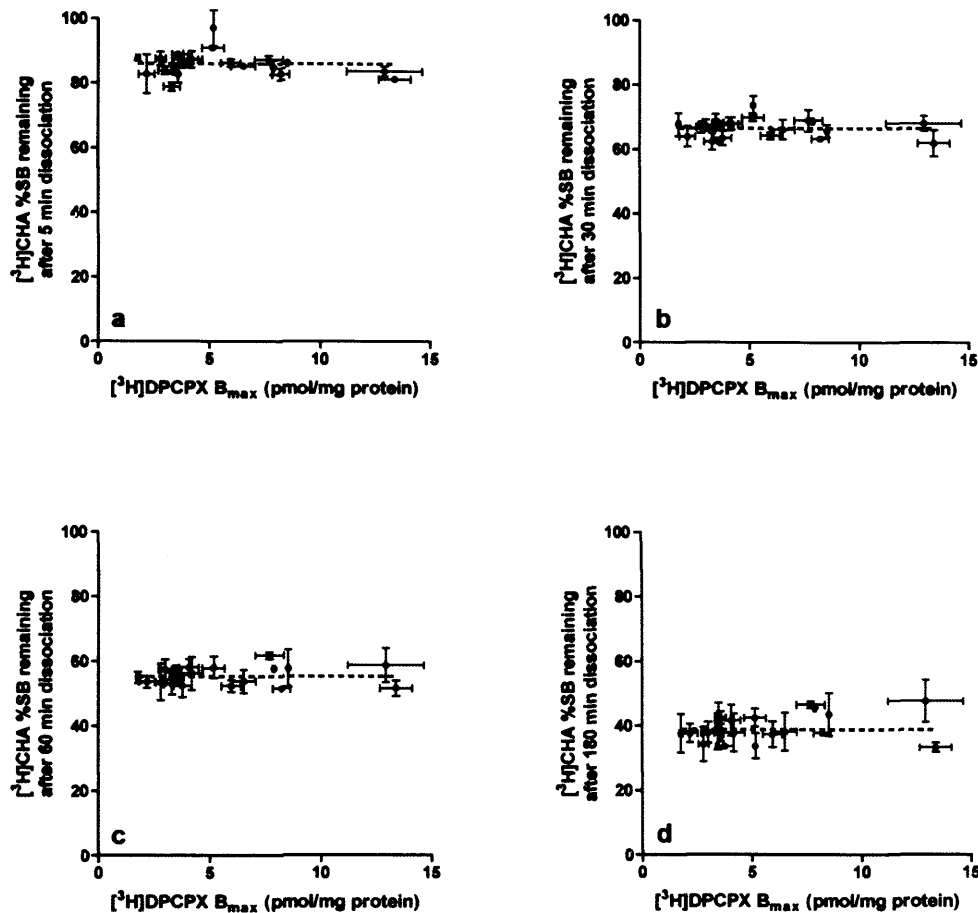 100
80
60
40
20
0
[³H]CHA %SB remaining
after 5 min dissociation
a
0 5 10 15
[³H]DPCPX Bmax (pmol/mg protein)
100
80
60
40
20
0
[³H]CHA %SB remaining
after 30 min dissociation
b
0 5 10 15
[³H]DPCPX Bmax (pmol/mg protein)
100
80
60
40
20
0
[³H]CHA %SB remaining
after 60 min dissociation
c
0 5 10 15
[³H]DPCPX Bmax (pmol/mg protein)
100
80
60
40
20
0
[³H]CHA %SB remaining
after 180 min dissociation
d
0 5 10 15
[³H]DPCPX Bmax (pmol/mg protein)